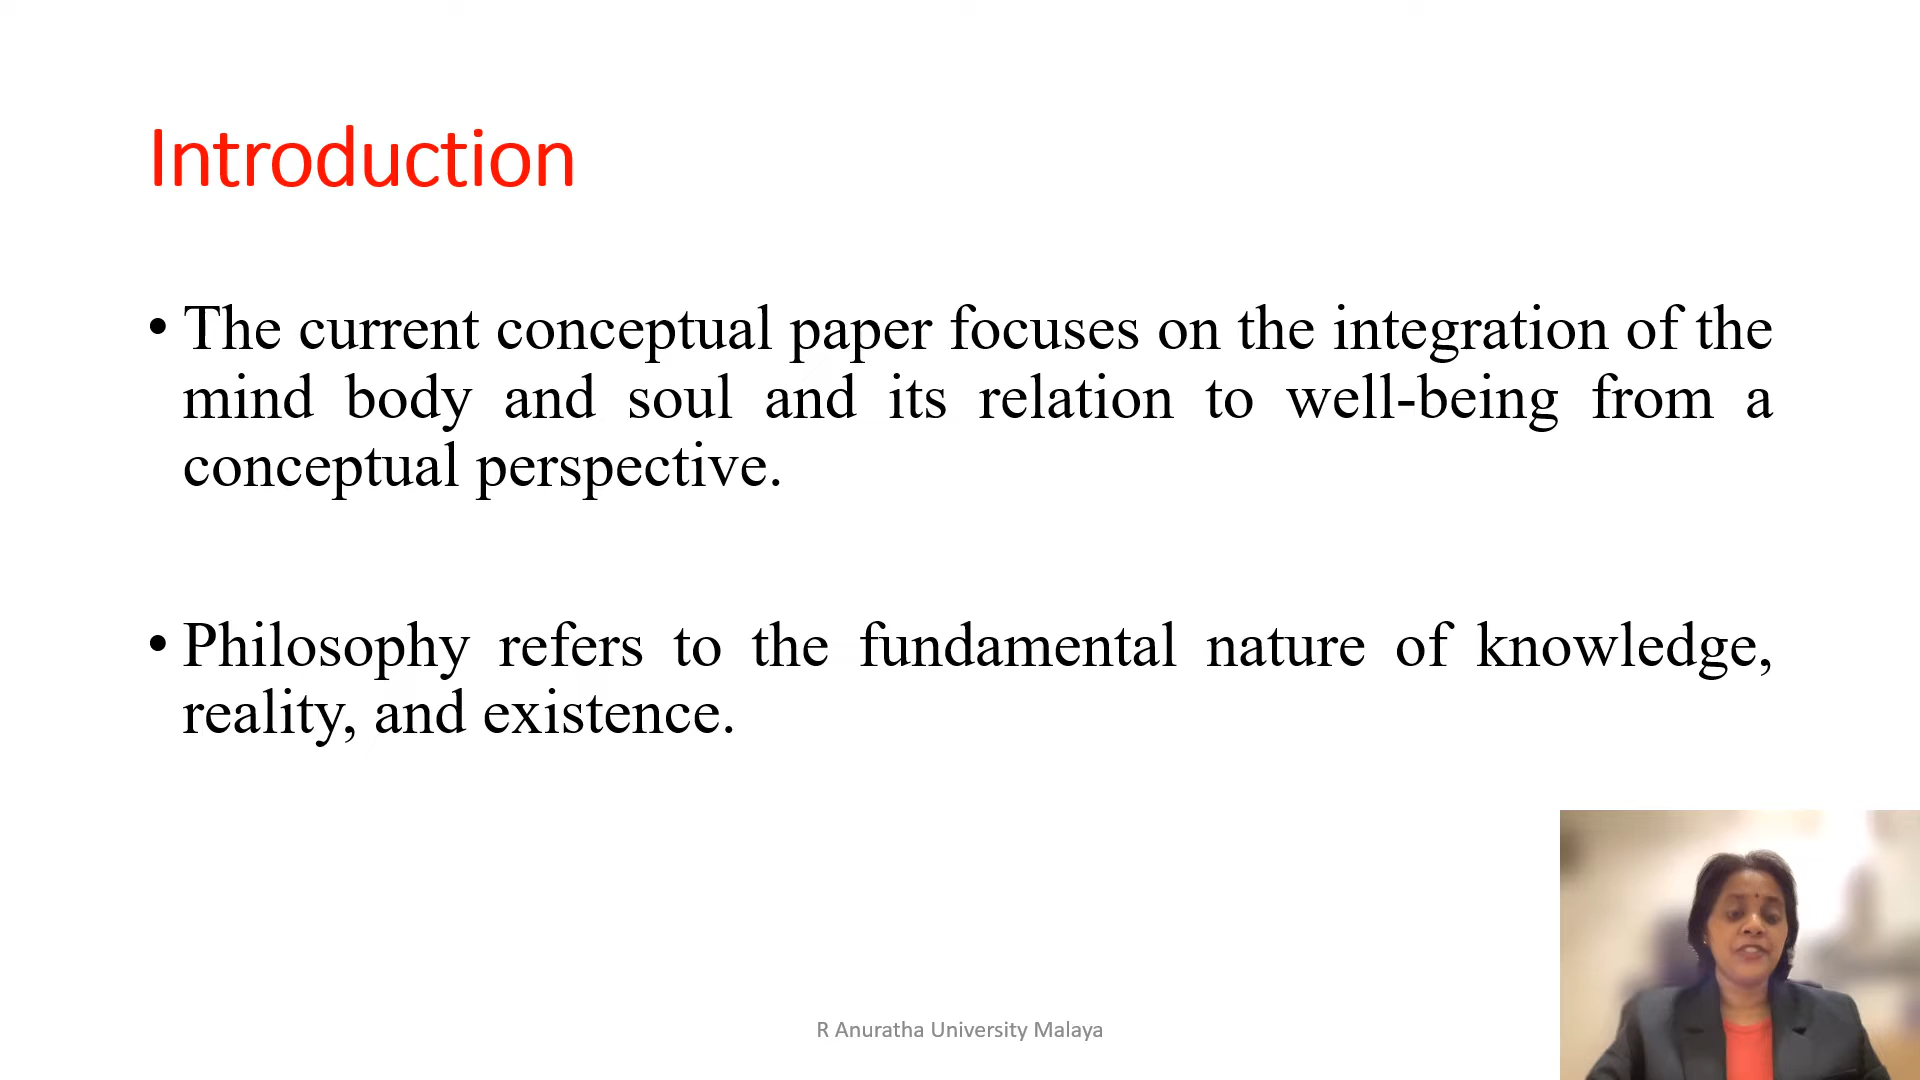 Introduction
• The current conceptual paper focuses on the integration of the
mind body and soul and its relation to well-being from a
conceptual perspective.
• Philosophy refers to the fundamental nature of knowledge,
reality, and existence.
R Anuratha University Malaya